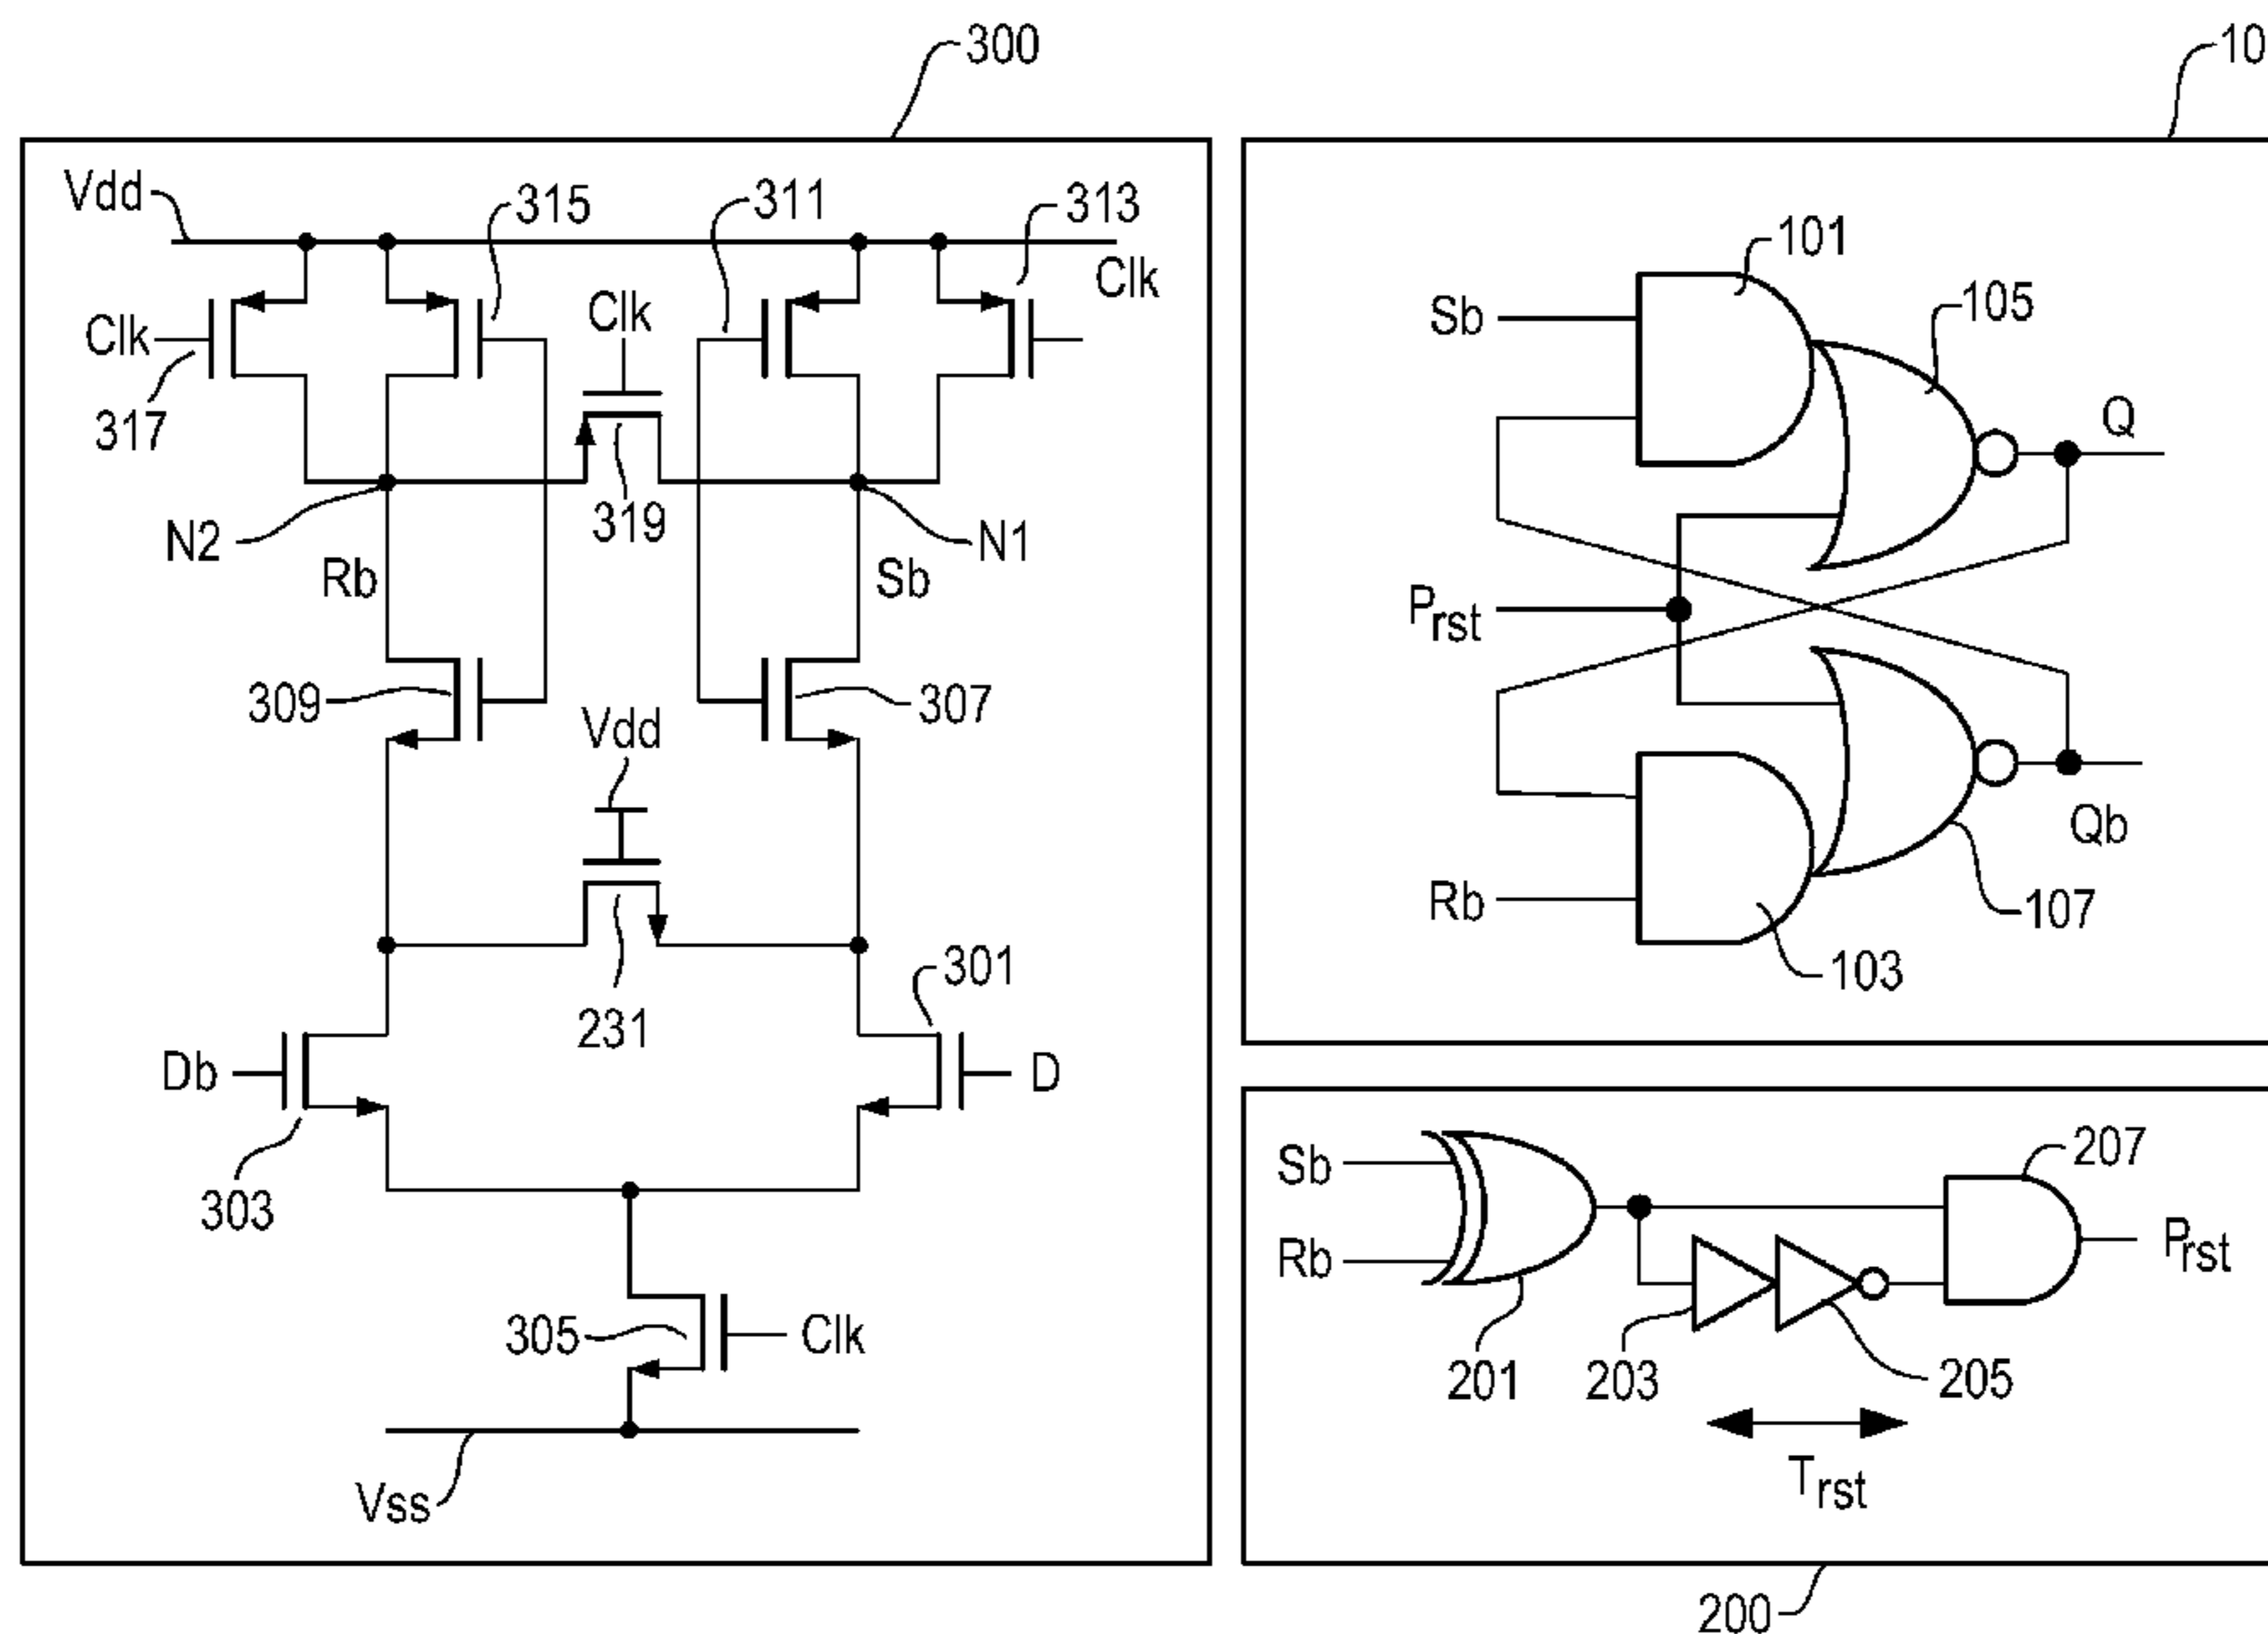 300
10
Vdd
315
311
313
Clk
Clk
Clk
317
319
N2
N1
Rb
Sb
309
307
Vdd
231
301
Db
D
303
305
Clk
Vss
101
105
Sb
Q
Prst
Qb
Rb
107
103
Sb
Rb
207
Prst
201
203
205
Trst
200